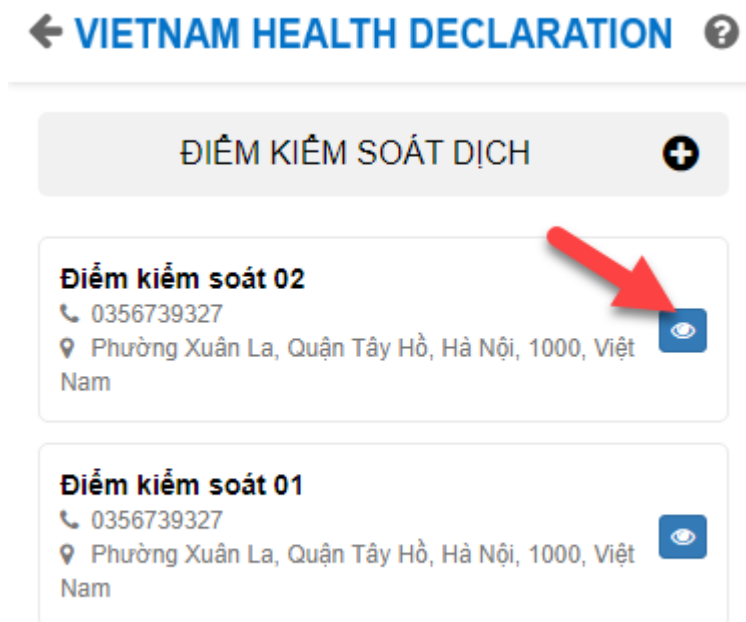 VIETNAM HEALTH DECLARATION
ĐIỂM KIỂM SOÁT DỊCH
Điểm kiểm soát 02
0356739327
Phường Xuân La, Quận Tây Hồ, Hà Nội, 1000, Việt
Nam
Điểm kiểm soát 01
0356739327
Phường Xuân La, Quận Tây Hồ, Hà Nội, 1000, Việt
Nam